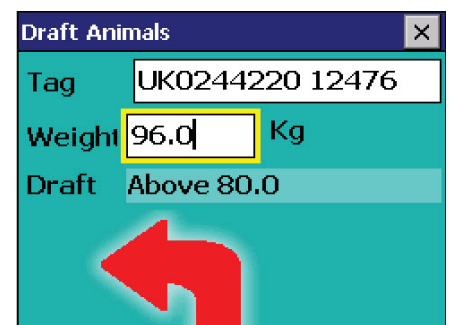 Draft Animals
Tag UK0244220 12476
Weight 96.0 Kg
Draft Above 80.0